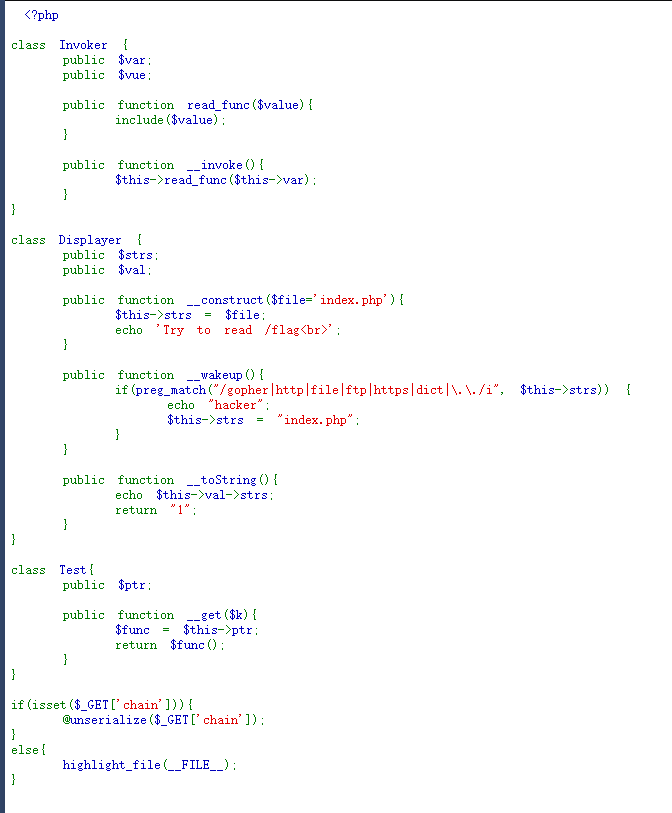 <?php
class Invoker {
public $var;
public $vue;
public function read_func($value){
include($value);
}
public function __invoke(){
$this->read_func($this->var);
}
}
class Displayer {
public $strs;
public $val;
public function __construct($file='index.php'){
$this->strs = $file;
echo 'Try to read /flag<br>';
}
public function __wakeup(){
if(preg_match("/gopher|http|file|ftp|https|dict|\.\./i", $this->strs)) {
echo "hacker";
$this->strs = "index.php";
}
}
public function __toString(){
echo $this->val->strs;
return "1";
}
}
class Test{
public $ptr;
public function __get($k){
$func = $this->ptr;
return $func();
}
}
if(isset($_GET['chain'])){
@unserialize($_GET['chain']);
}
else{
highlight_file(__FILE__);
}